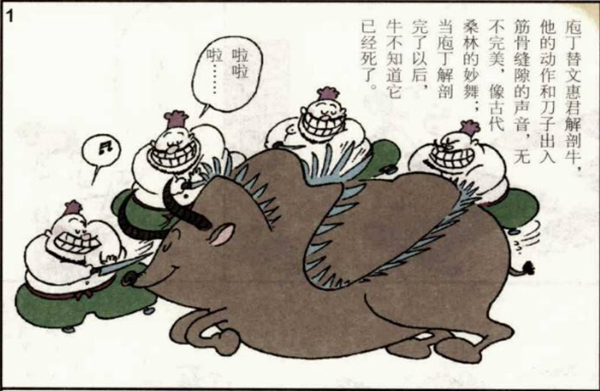 1
庖丁替文惠君解剖牛，
他的动作和刀子出入
筋骨缝隙的声音，无
不完美，像古代
桑林的妙舞；
当庖丁解剖
完了以后，
牛不知道它
已经死了。
啦啦
啦……